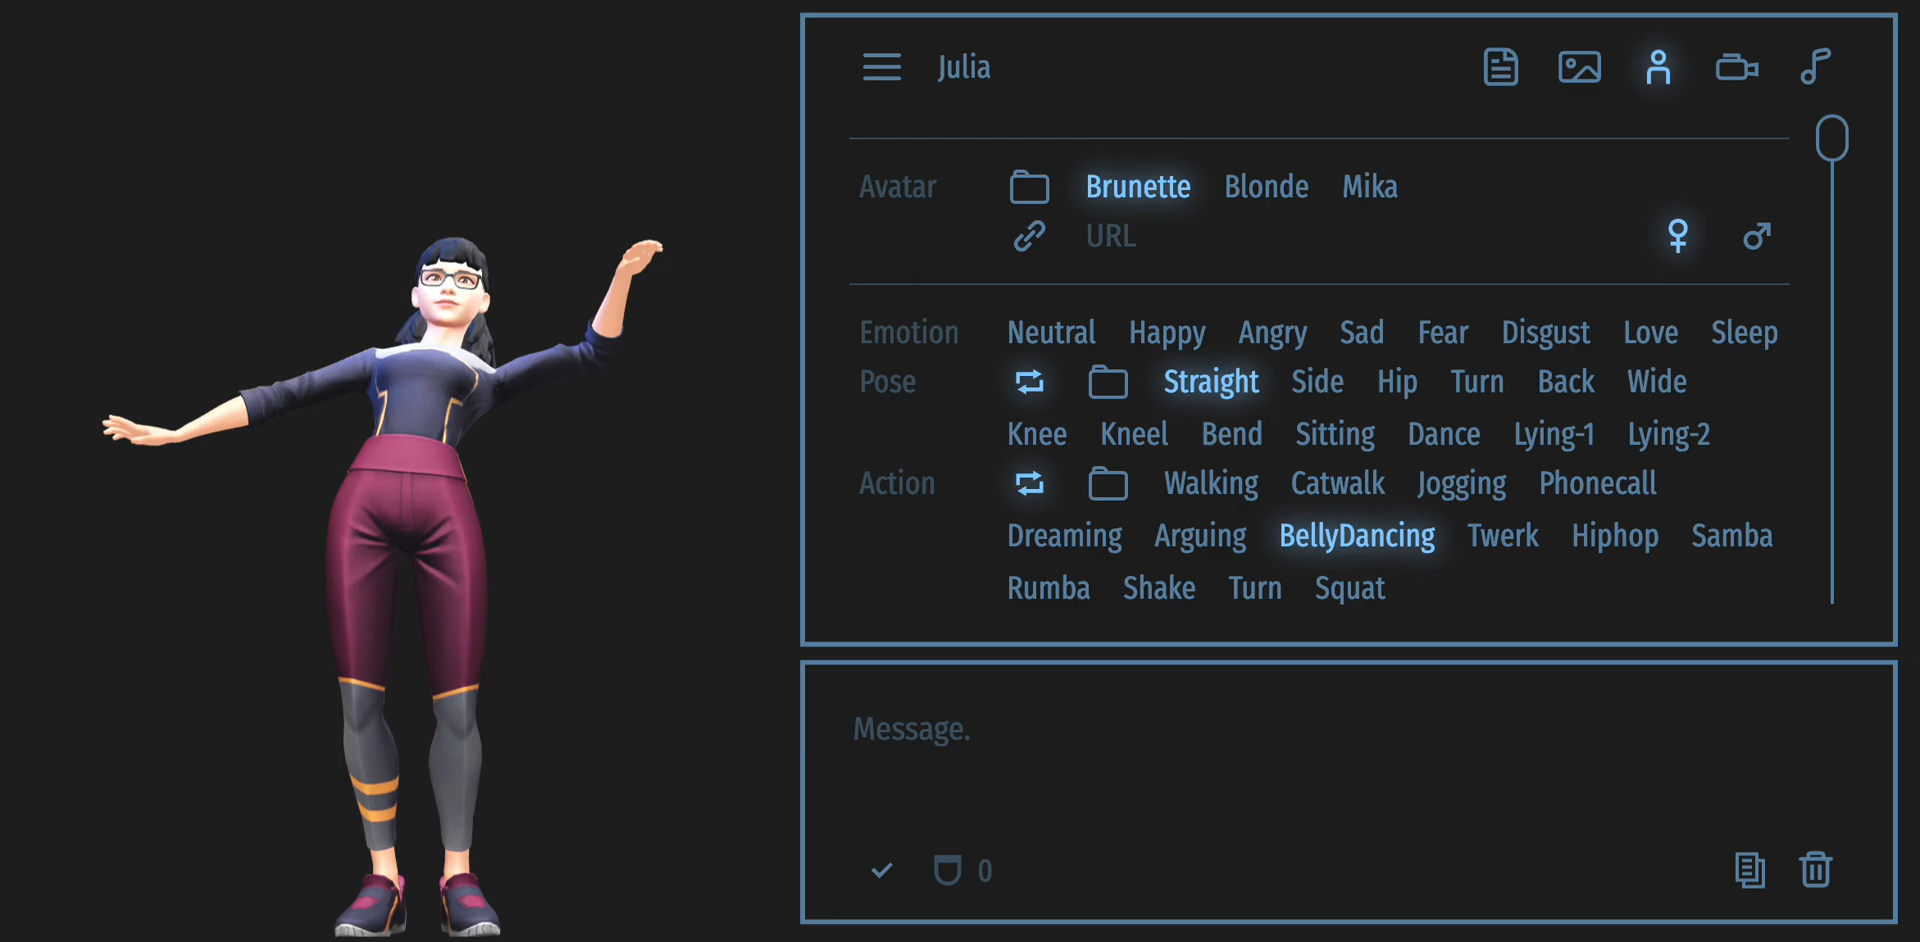 Julia
Avatar Brunette Blonde Mika
URL
Emotion Neutral Happy Angry Sad Fear Disgust Love Sleep
Pose Straight Side Hip Turn Back Wide
Knee Kneel Bend Sitting Dance Lying-1 Lying-2
Action Walking Catwalk Jogging Phonecall
Dreaming Arguing BellyDancing Twerk Hiphop Samba
Rumba Shake Turn Squat
Message.
0